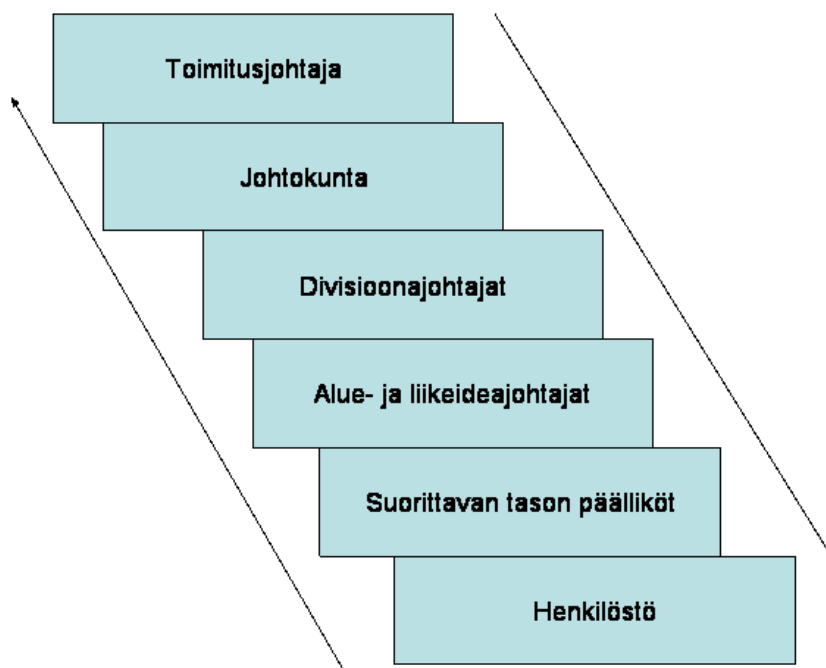 Toimitusjohtaja
Johtokunta
Divisioonajohtajat
Alue- ja liikeideajohtajat
Suorittavan tason päälliköt
Henkilöstö